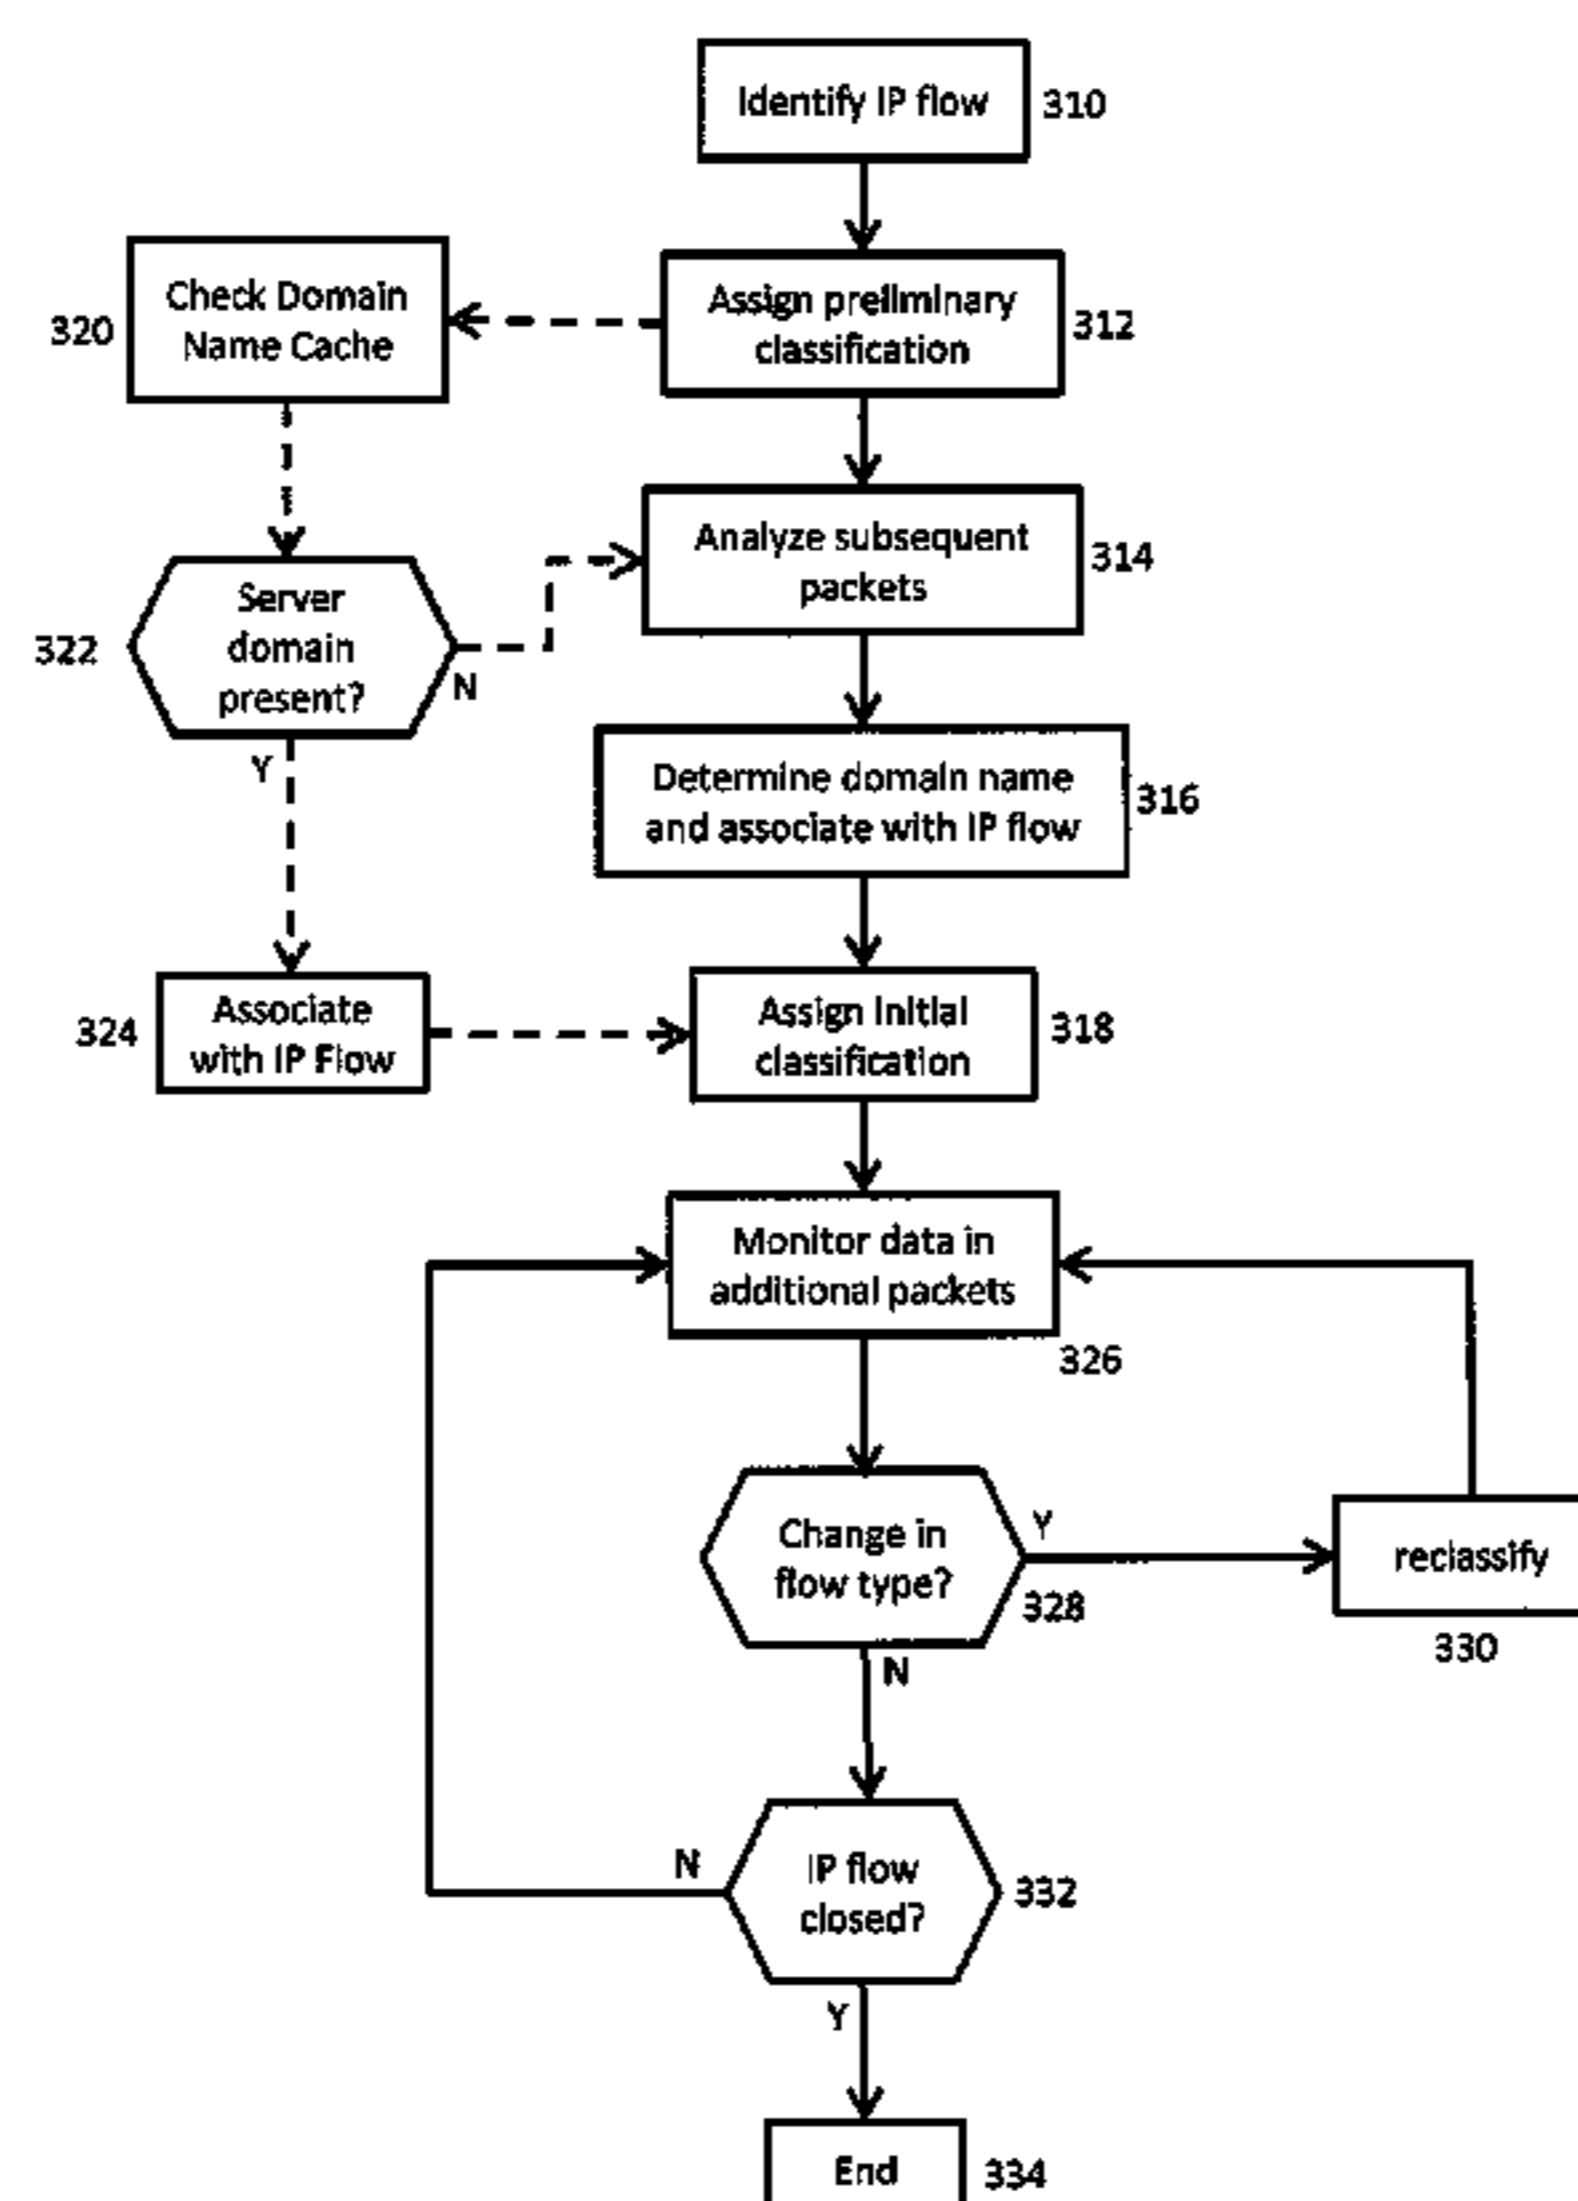 Identify IP flow
310
Check Domain
Name Cache
320
Assign preliminary
classification
312
Analyze subsequent
packets
314
Server
domain
present?
322
N
Y
Determine domain name
and associate with IP flow
316
Associate
with IP Flow
324
Assign initial
classification
318
Monitor data in
additional packets
326
Change in
flow type?
328
Y
reclassify
330
N
IP flow
closed?
332
N
Y
End
334